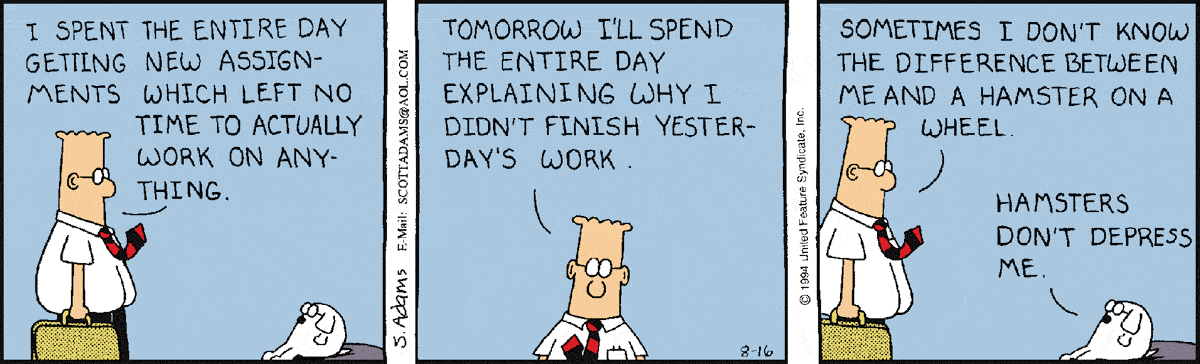 I SPENT THE ENTIRE DAY
GETTING NEW ASSIGN-
MENTS WHICH LEFT NO
TIME TO ACTUALLY
WORK ON ANY-
THING.
S. Adams E-Mail: SCOTTADAMS@AOL.COM
TOMORROW I'LL SPEND
THE ENTIRE DAY
EXPLAINING WHY I
DIDN'T FINISH YESTER-
DAY'S WORK.
8-16
© 1994 United Feature Syndicate, Inc.
SOMETIMES I DON'T KNOW
THE DIFFERENCE BETWEEN
ME AND A HAMSTER ON A
WHEEL.
HAMSTERS
DON'T DEPRESS
ME.